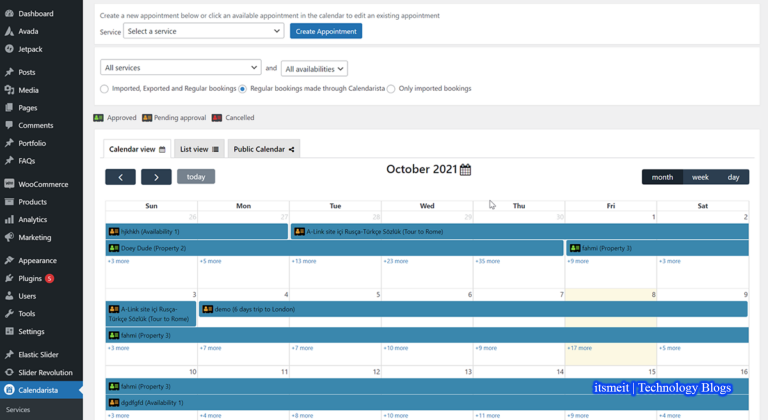 Dashboard
Avada
Jetpack
Posts
Media
Pages
Comments
Portfolio
FAQs
WooCommerce
Products
Analytics
Marketing
Appearance
Plugins 5
Users
Tools
Settings
Elastic Slider
Slider Revolution
Calendarista
Services
Create a new appointment below or click an available appointment in the calendar to edit an existing appointment
Service Select a service Create Appointment
All services and All availabilities
Imported, Exported and Regular bookings Regular bookings made through Calendarista Only imported bookings
Approved Pending approval Cancelled
Calendar view List view Public Calendar
today October 2021 month week day
Sun Mon Tue Wed Thu Fri Sat
26 27 28 29 30 1 2
hjkhkh (Availability 1) A-Link site içi Rusça-Türkçe Sözlük (Tour to Rome)
Doey Dude (Property 2) fahmi (Property 3)
+3 more +5 more +13 more +23 more +35 more +9 more +3 more
3 4 5 6 7 8 9
A-Link site içi Rusça- demo (6 days trip to London)
Türkçe Sözlük (Tour to Rome)
fahmi (Property 3)
+3 more +7 more +7 more +10 more +9 more +17 more +5 more
10 11 12 13 14 15 16
fahmi (Property 3)
dgdfgfd (Availability 1)
+4 more +4 more +8 more +10 more +11 more +9 more +4 more
itsmeit | Technology Blogs